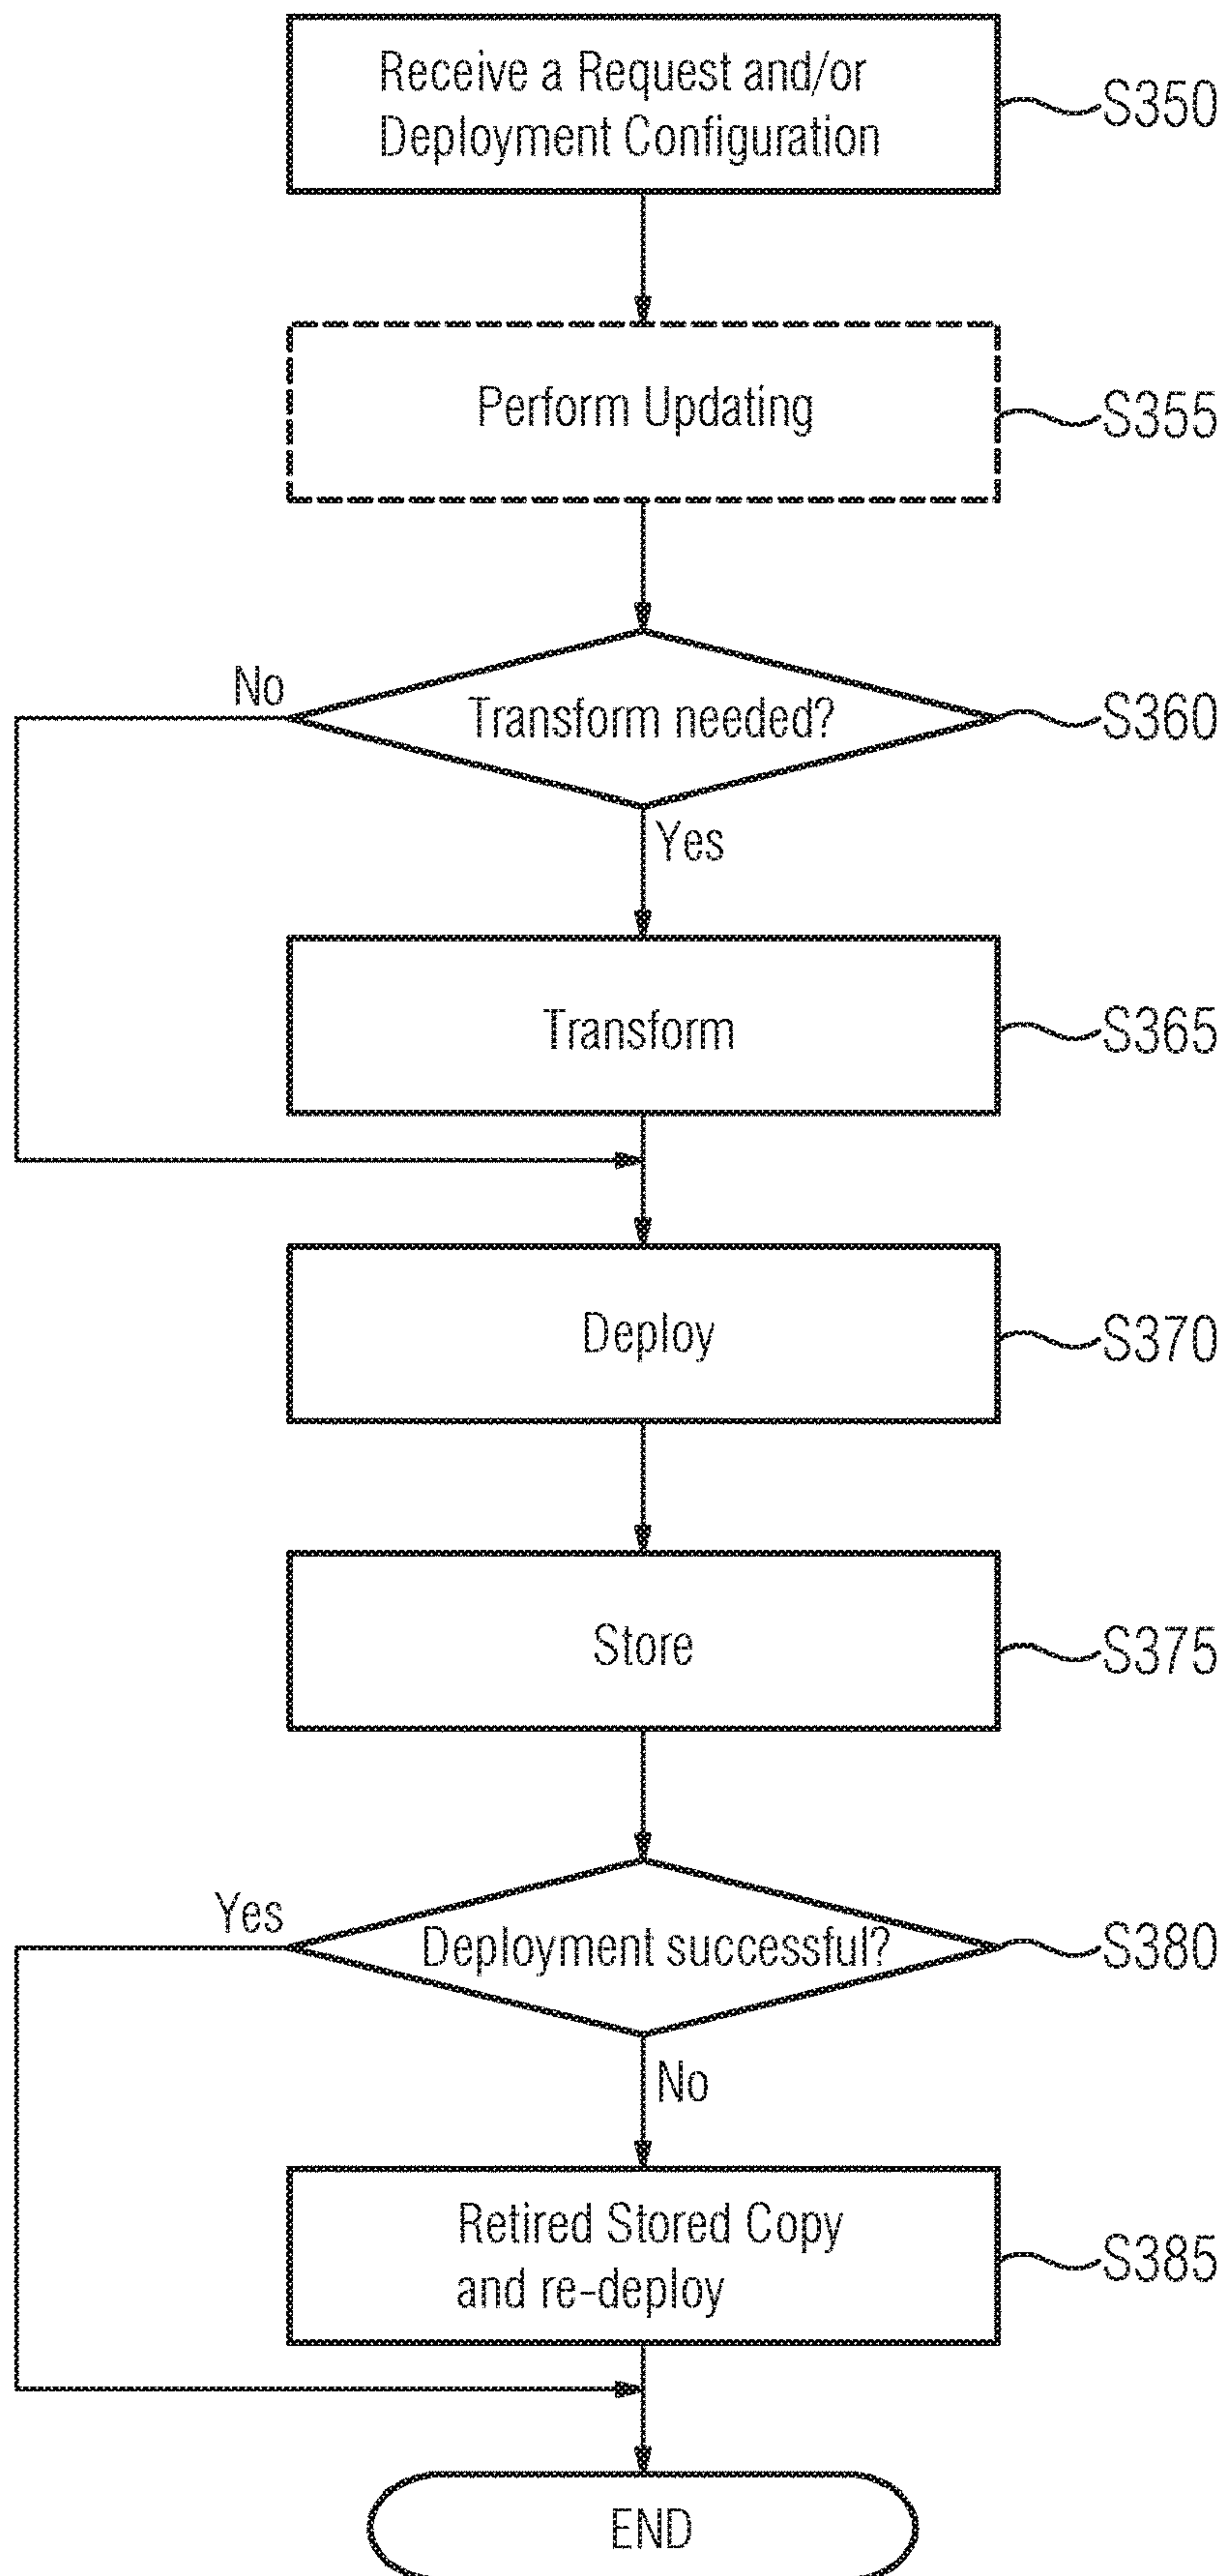 Receive a Request and/or
Deployment Configuration
S350
Perform Updating
S355
No
Transform needed?
S360
Yes
Transform
S365
Deploy
S370
Store
S375
Yes
Deployment successful?
S380
No
Retired Stored Copy
and re-deploy
S385
END